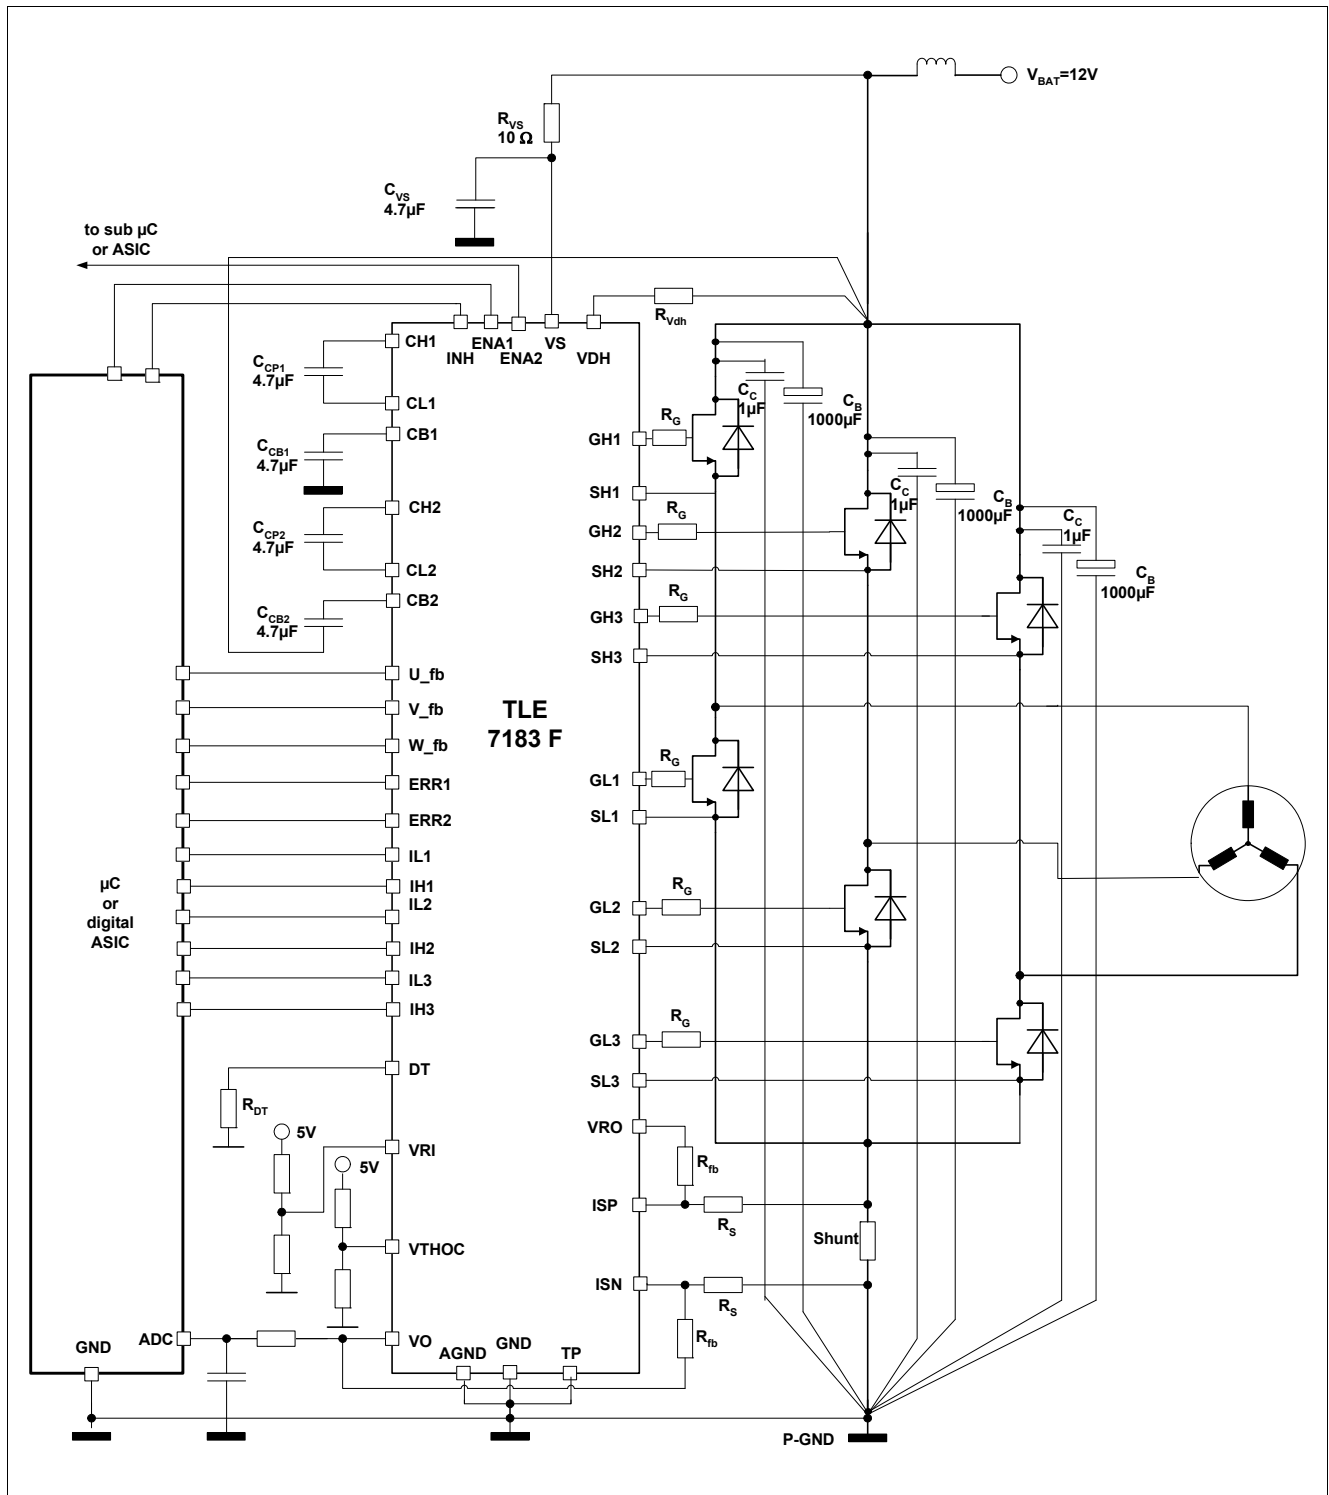 V_BAT=12V
R_VS
10 Ω
C_VS
4.7µF
to sub µC
or ASIC
R_Vdh
CH1
INH
ENA1
ENA2
VS
VDH
C_CP1
4.7µF
CL1
CB1
C_CB1
4.7µF
CH2
C_CP2
4.7µF
CL2
CB2
C_CB2
4.7µF
GH1
R_G
C_C
1µF
C_B
1000µF
SH1
GH2
R_G
C_C
1µF
C_B
1000µF
SH2
C_C
1µF
C_B
1000µF
GH3
R_G
SH3
U_fb
V_fb
W_fb
TLE
7183 F
ERR1
ERR2
IL1
IH1
IL2
IH2
IL3
IH3
µC
or
digital
ASIC
GL1
R_G
SL1
GL2
R_G
SL2
GL3
R_G
SL3
DT
R_DT
5V
VRI
5V
VTHOC
VRO
R_fb
ISP
R_S
Shunt
ISN
R_S
R_fb
ADC
VO
GND
AGND
GND
TP
P-GND